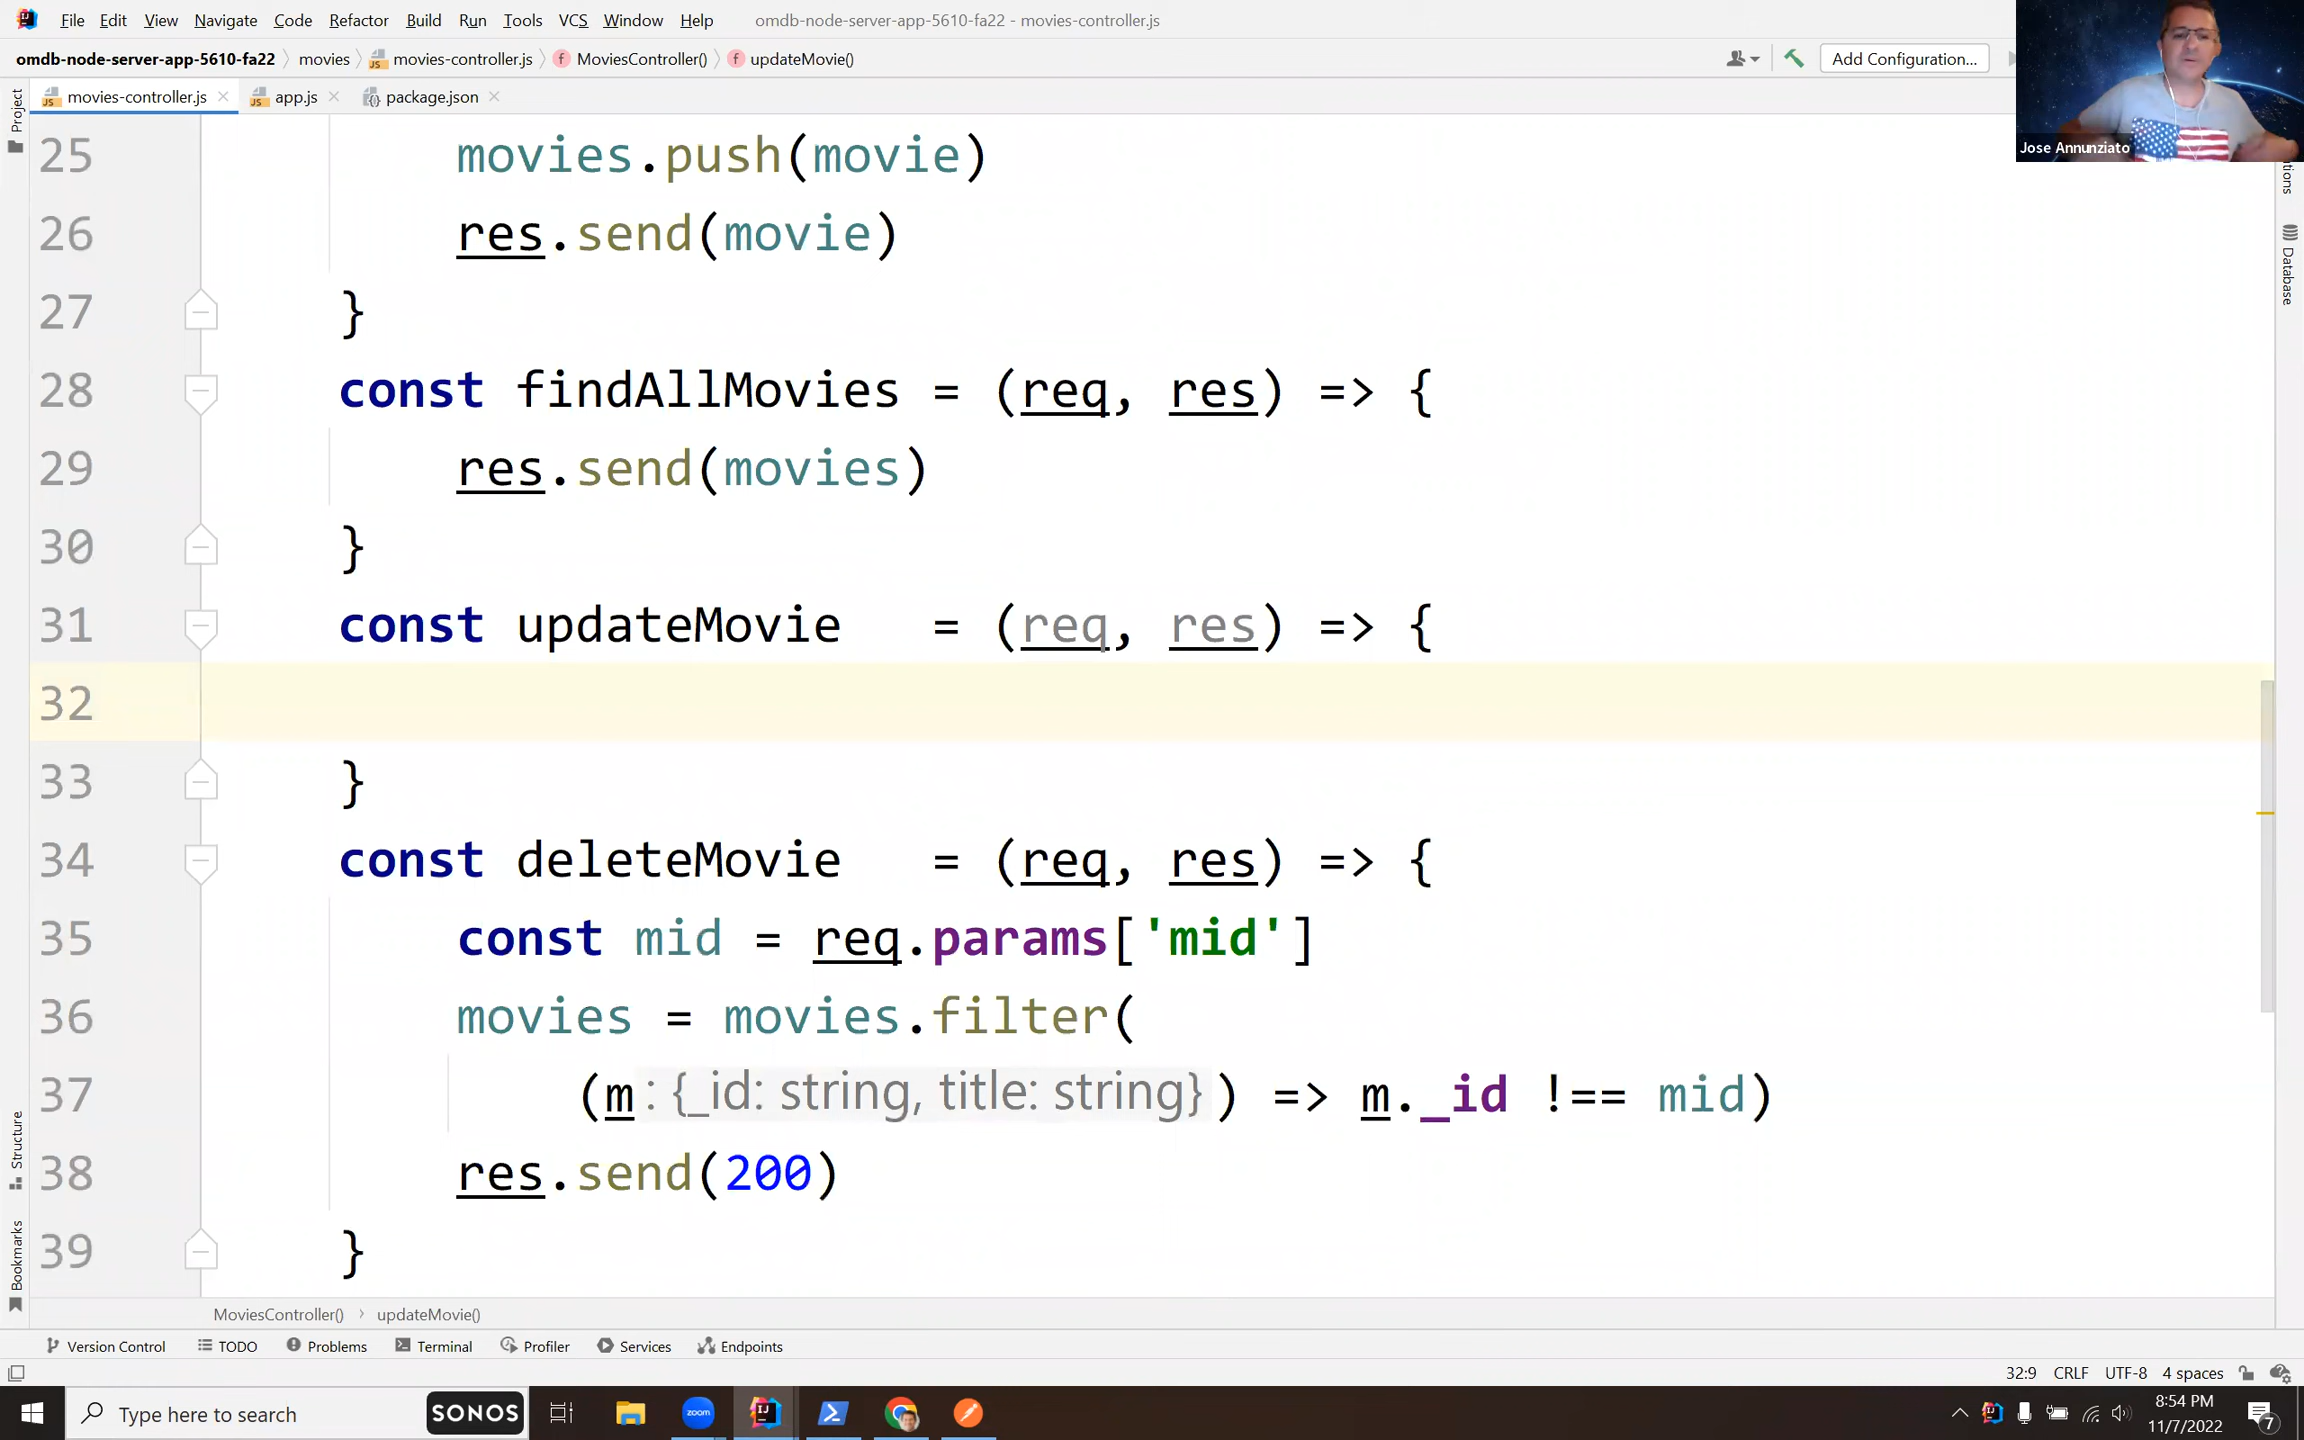 File Edit View Navigate Code Refactor Build Run Tools VCS Window Help omdb-node-server-app-5610-fa22 - movies-controller.js
omdb-node-server-app-5610-fa22 movies movies-controller.js MoviesController() updateMovie() Add Configuration...
movies-controller.js app.js package.json
Jose Annunziato
Project
Database
25 movies.push(movie)
26 res.send(movie)
27 }
28 const findAllMovies = (req, res) => {
29 res.send(movies)
30 }
31 const updateMovie = (req, res) => {
32
33 }
34 const deleteMovie = (req, res) => {
35 const mid = req.params['mid']
36 movies = movies.filter(
37 (m : {_id: string, title: string} ) => m._id !== mid)
38 res.send(200)
39 }
Structure
Bookmarks
MoviesController() updateMovie()
Version Control TODO Problems Terminal Profiler Services Endpoints
32:9 CRLF UTF-8 4 spaces
Type here to search SONOS zoom 8:54 PM
11/7/2022 7